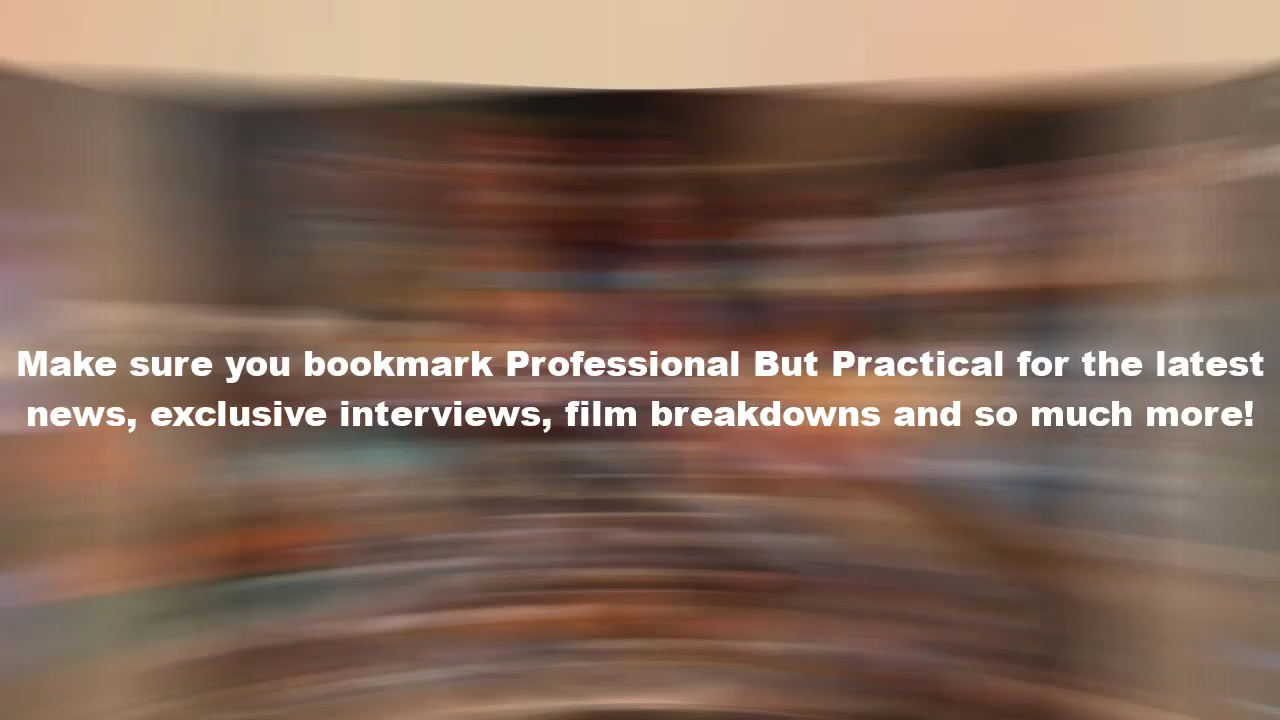 Make sure you bookmark Professional But Practical for the latest
news, exclusive interviews, film breakdowns and so much more!